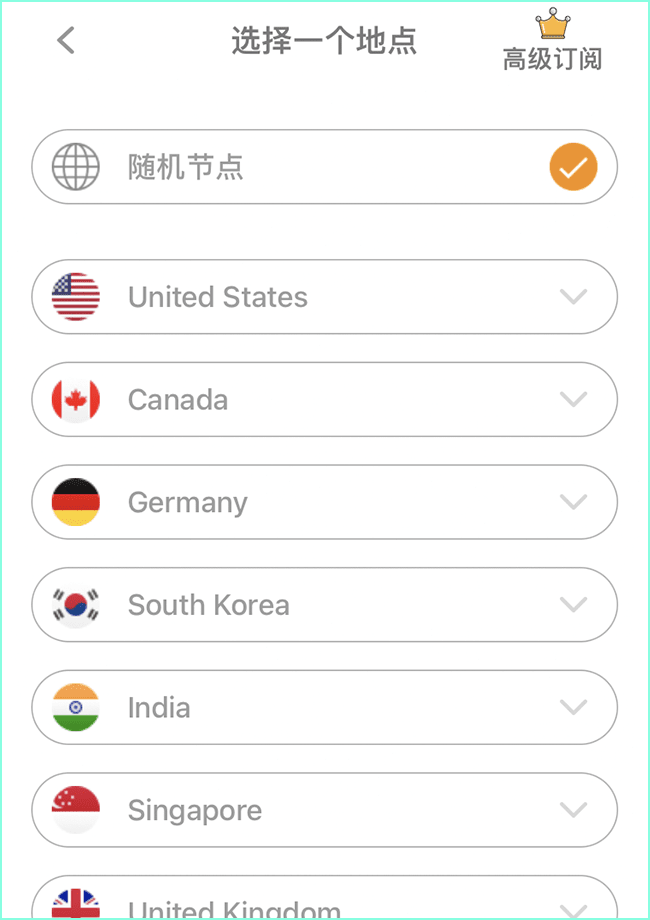 选择一个地点
高级订阅
随机节点
United States
Canada
Germany
South Korea
India
Singapore
United Kingdom